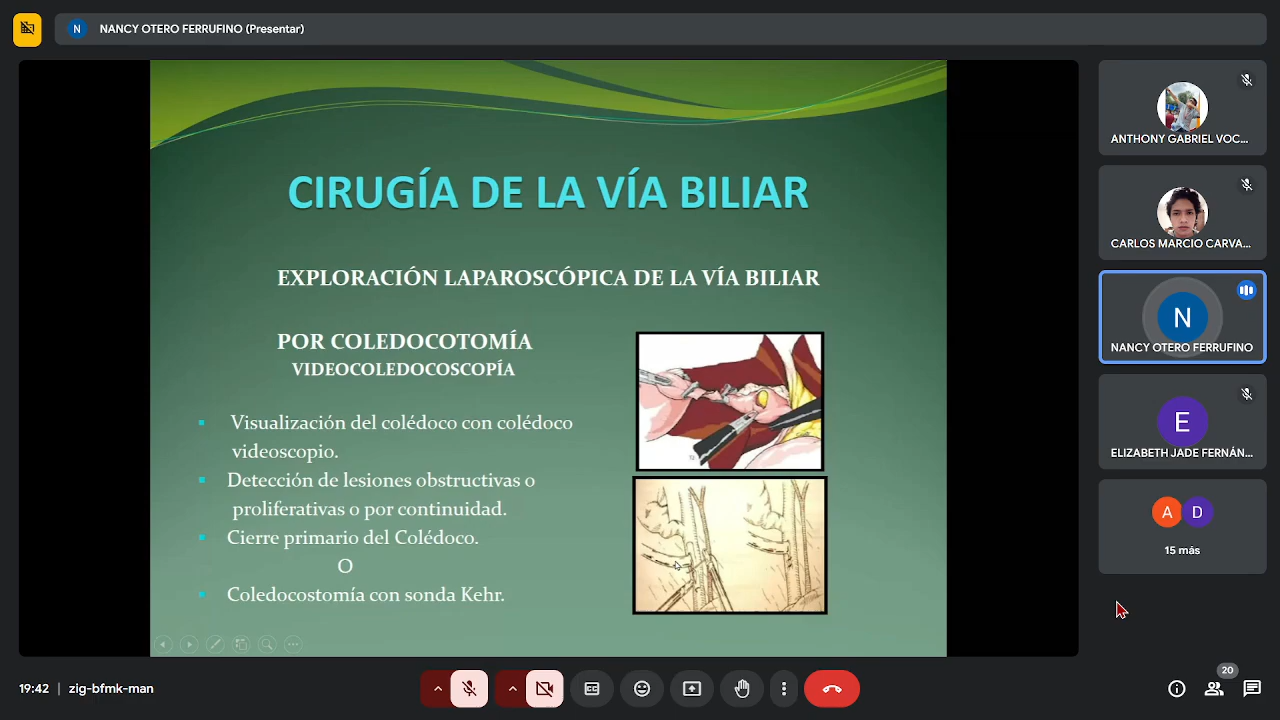 N NANCY OTERO FERRUFINO (Presentar)
CIRUGÍA DE LA VÍA BILIAR
EXPLORACIÓN LAPAROSCÓPICA DE LA VÍA BILIAR
POR COLEDOCOTOMÍA
VIDEOCOLEDOCOSCOPÍA
Visualización del colédoco con colédoco
videoscopio.
Detección de lesiones obstructivas o
proliferativas o por continuidad.
Cierre primario del Colédoco.
O
Coledocostomía con sonda Kehr.
ANTHONY GABRIEL VOC...
CARLOS MARCIO CARVA...
N
NANCY OTERO FERRUFINO
E
ELIZABETH JADE FERNÁN...
A D
15 más
19:42 | zig-bfmk-man
20